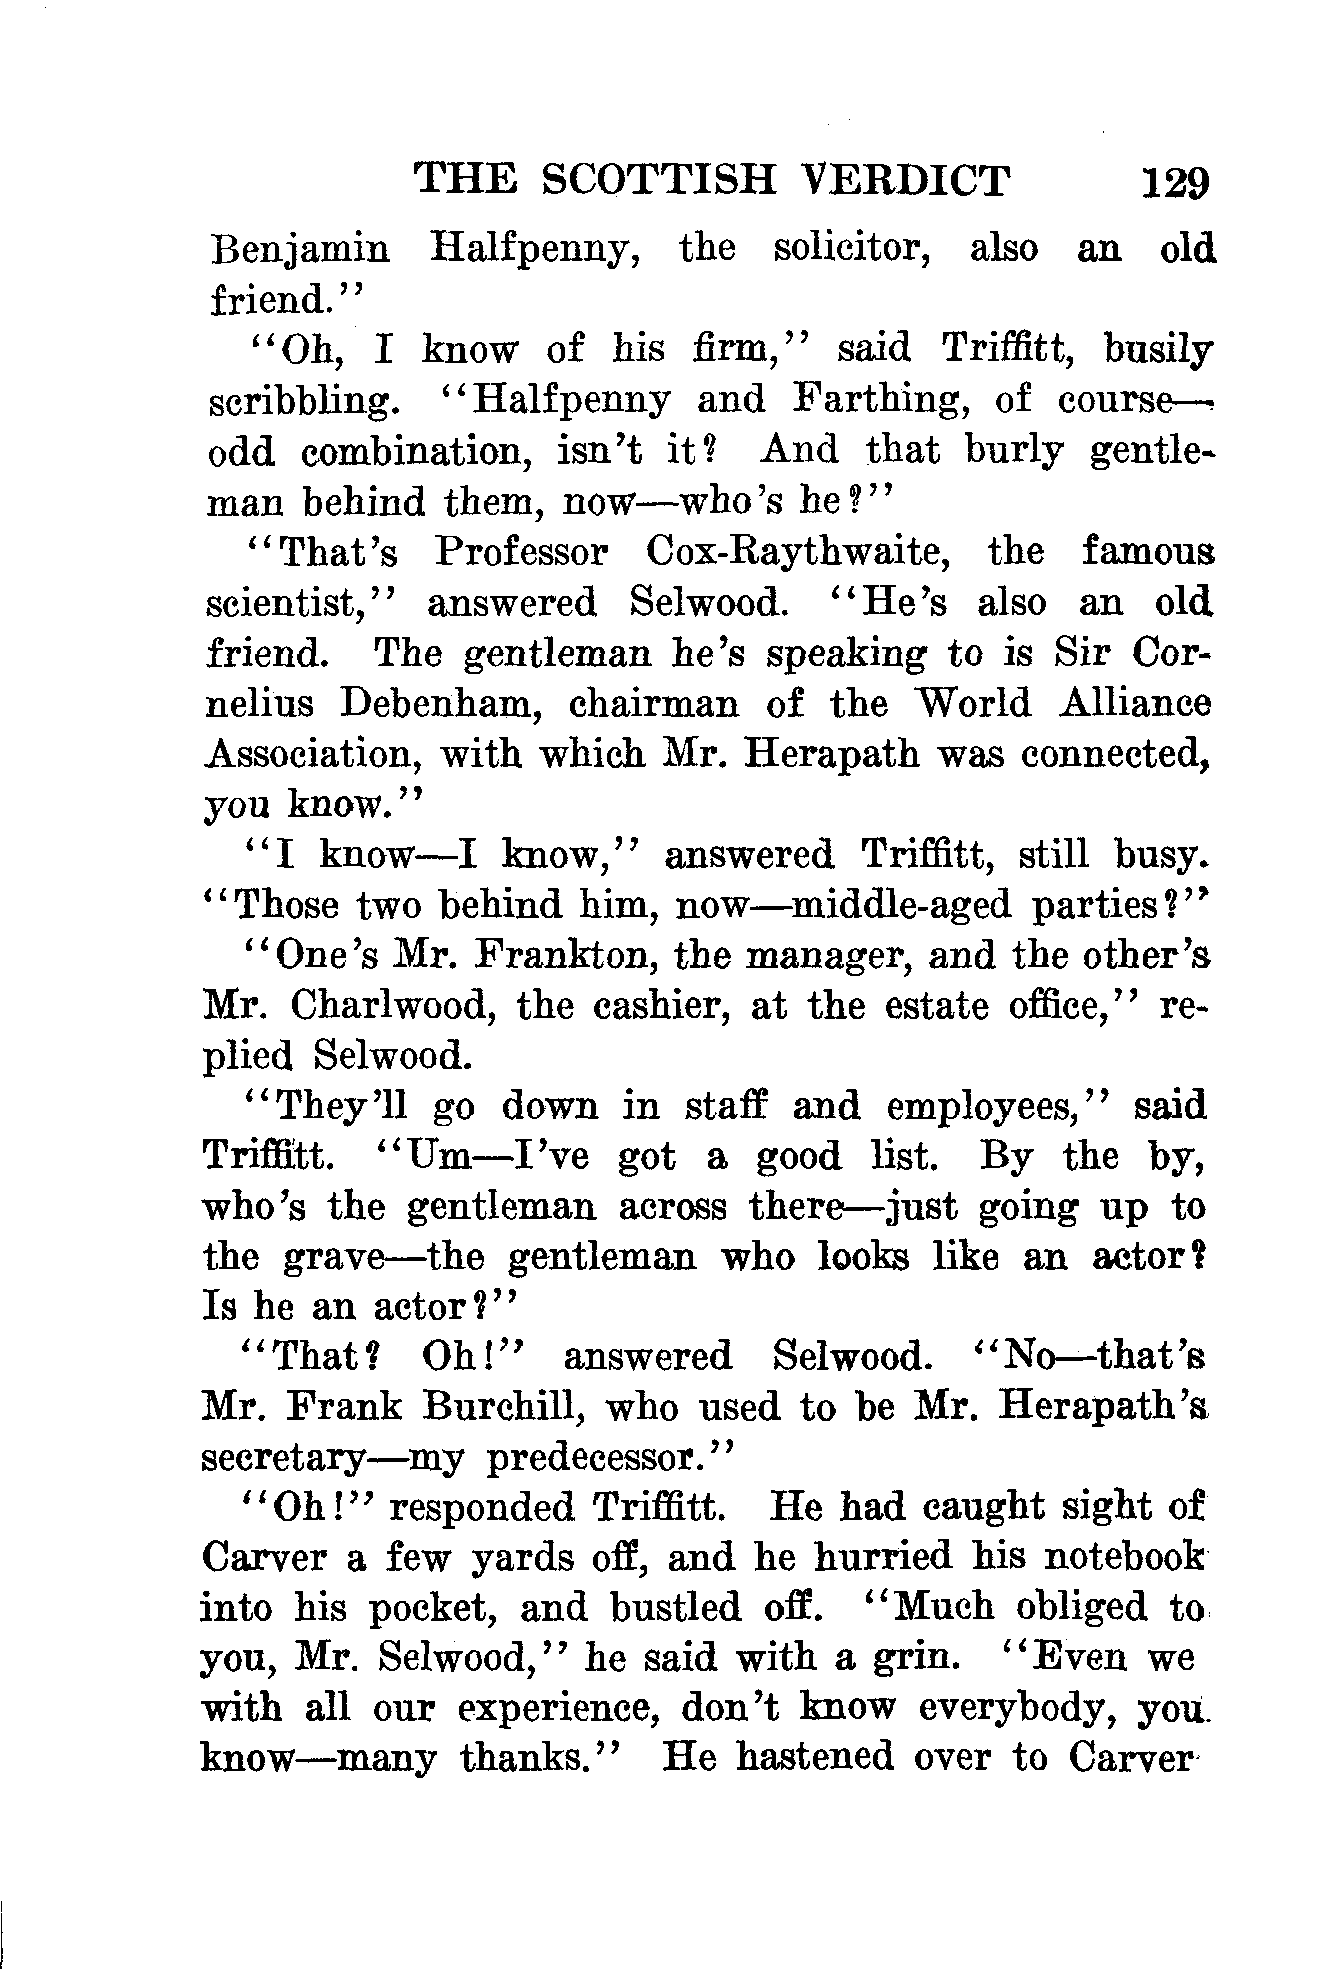 THE SCOTTISH VERDICT 129
Benjamin Halfpenny, the solicitor, also an old
friend."
"Oh, I know of his firm," said Triffitt, busily
scribbling. "Halfpenny and Farthing, of course—
odd combination, isn't it? And that burly gentle-
man behind them, now—who's he?"
"That's Professor Cox-Raythwaite, the famous
scientist," answered Selwood. "He's also an old
friend. The gentleman he's speaking to is Sir Cor-
nelius Debenham, chairman of the World Alliance
Association, with which Mr. Herapath was connected,
you know."
"I know—I know," answered Triffitt, still busy.
"Those two behind him, now—middle-aged parties?"
"One's Mr. Frankton, the manager, and the other's
Mr. Charlwood, the cashier, at the estate office," re-
plied Selwood.
"They'll go down in staff and employees," said
Triffitt. "Um—I've got a good list. By the by,
who's the gentleman across there—just going up to
the grave—the gentleman who looks like an actor?
Is he an actor?"
"That? Oh!" answered Selwood. "No—that's
Mr. Frank Burchill, who used to be Mr. Herapath's
secretary—my predecessor."
"Oh!" responded Triffitt. He had caught sight of
Carver a few yards off, and he hurried his notebook
into his pocket, and bustled off. "Much obliged to
you, Mr. Selwood," he said with a grin. "Even we
with all our experience, don't know everybody, you
know—many thanks." He hastened over to Carver